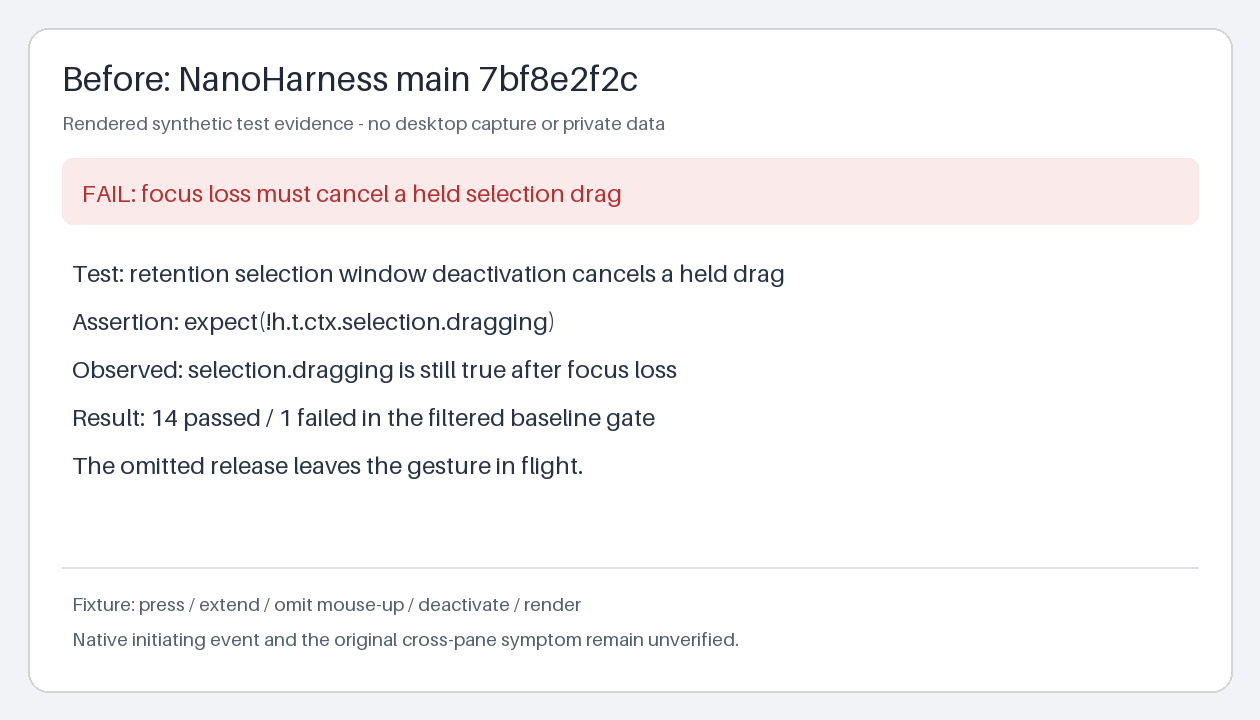 Before: NanoHarness main 7bf8e2f2c
Rendered synthetic test evidence - no desktop capture or private data
FAIL: focus loss must cancel a held selection drag
Test: retention selection window deactivation cancels a held drag
Assertion: expect(!h.t.ctx.selection.dragging)
Observed: selection.dragging is still true after focus loss
Result: 14 passed / 1 failed in the filtered baseline gate
The omitted release leaves the gesture in flight.
Fixture: press / extend / omit mouse-up / deactivate / render
Native initiating event and the original cross-pane symptom remain unverified.